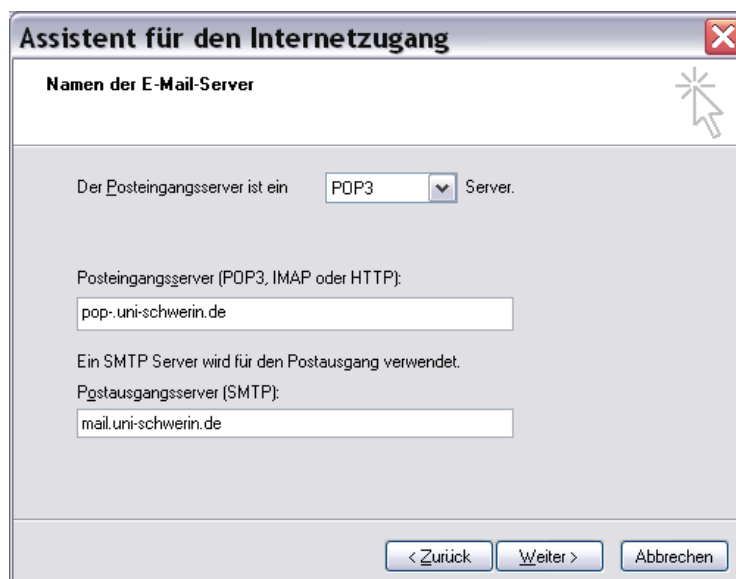 Assistent für den Internetzugang
Namen der E-Mail-Server
Der Posteingangsserver ist ein POP3 Server.
Posteingangsserver (POP3, IMAP oder HTTP):
pop-.uni-schwerin.de
Ein SMTP Server wird für den Postausgang verwendet.
Postausgangsserver (SMTP):
mail.uni-schwerin.de
< Zurück Weiter > Abbrechen